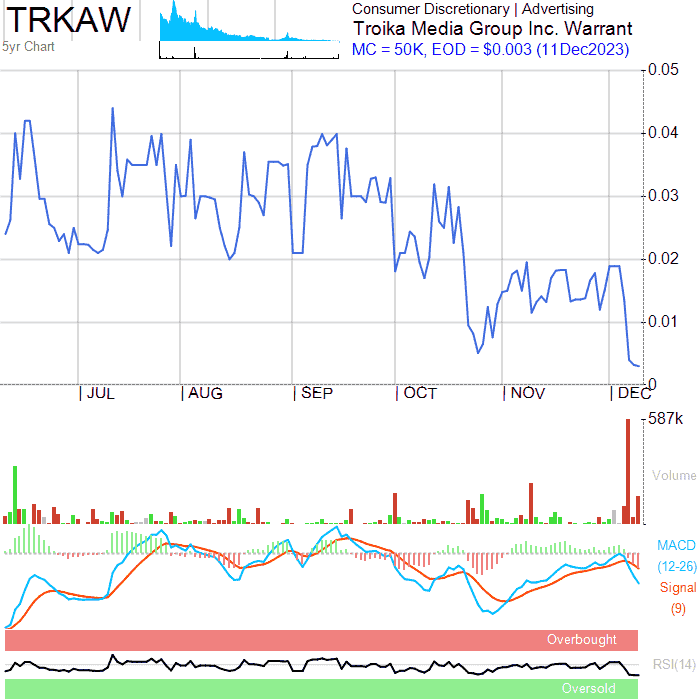 TRKAW
5yr Chart
Consumer Discretionary | Advertising
Troika Media Group Inc. Warrant
MC = 50K, EOD = $0.003 (11Dec2023)
0.05
0.04
0.03
0.02
0.01
0
JUL AUG SEP OCT NOV DEC
587k
Volume
MACD
(12-26)
Signal
(9)
Overbought
RSI(14)
Oversold